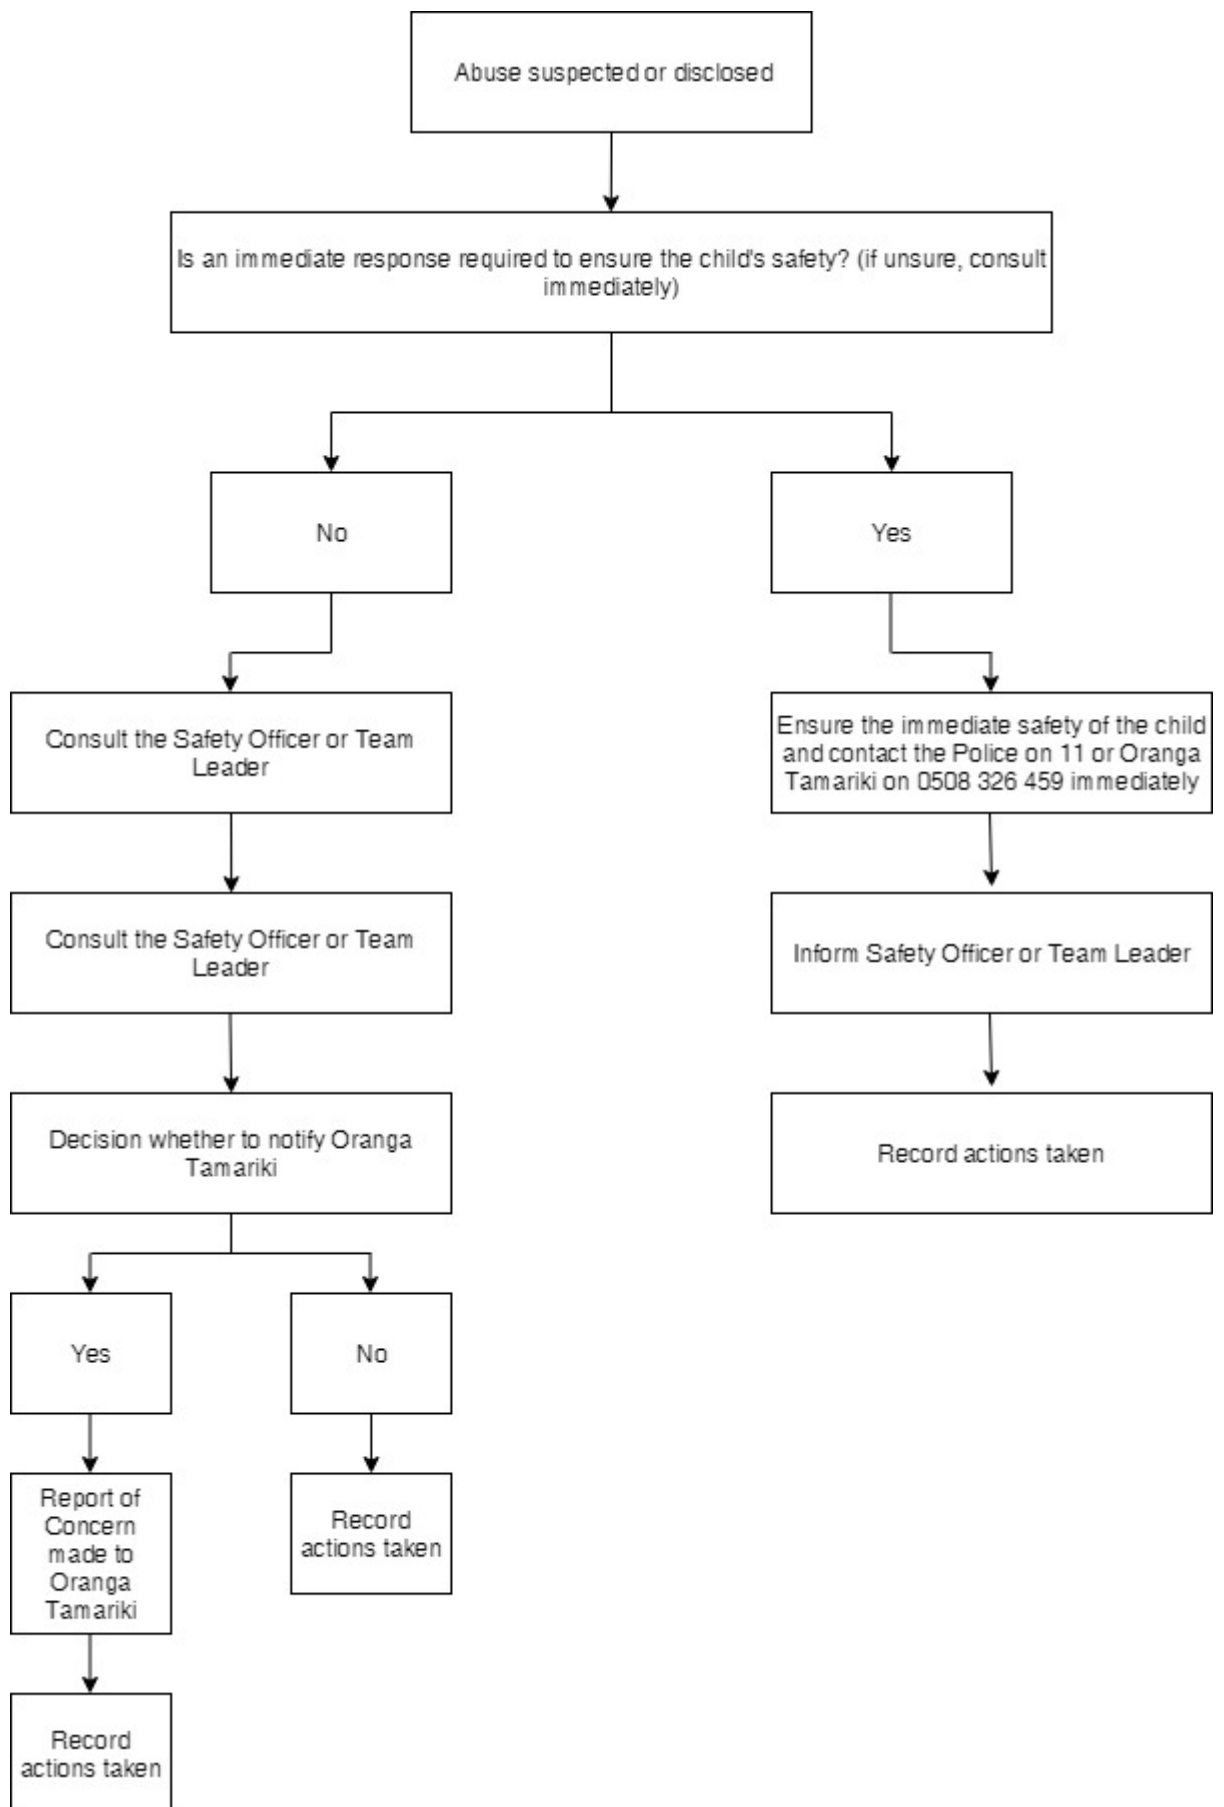 Abuse suspected or disclosed
Is an immediate response required to ensure the child's safety? (if unsure, consult
immediately)
No
Yes
Consult the Safety Officer or Team
Leader
Ensure the immediate safety of the child
and contact the Police on 11 or Oranga
Tamariki on 0508 326 459 immediately
Consult the Safety Officer or Team
Leader
Inform Safety Officer or Team Leader
Decision whether to notify Oranga
Tamariki
Record actions taken
Yes
No
Report of
Concern
made to
Oranga
Tamariki
Record
actions taken
Record
actions taken